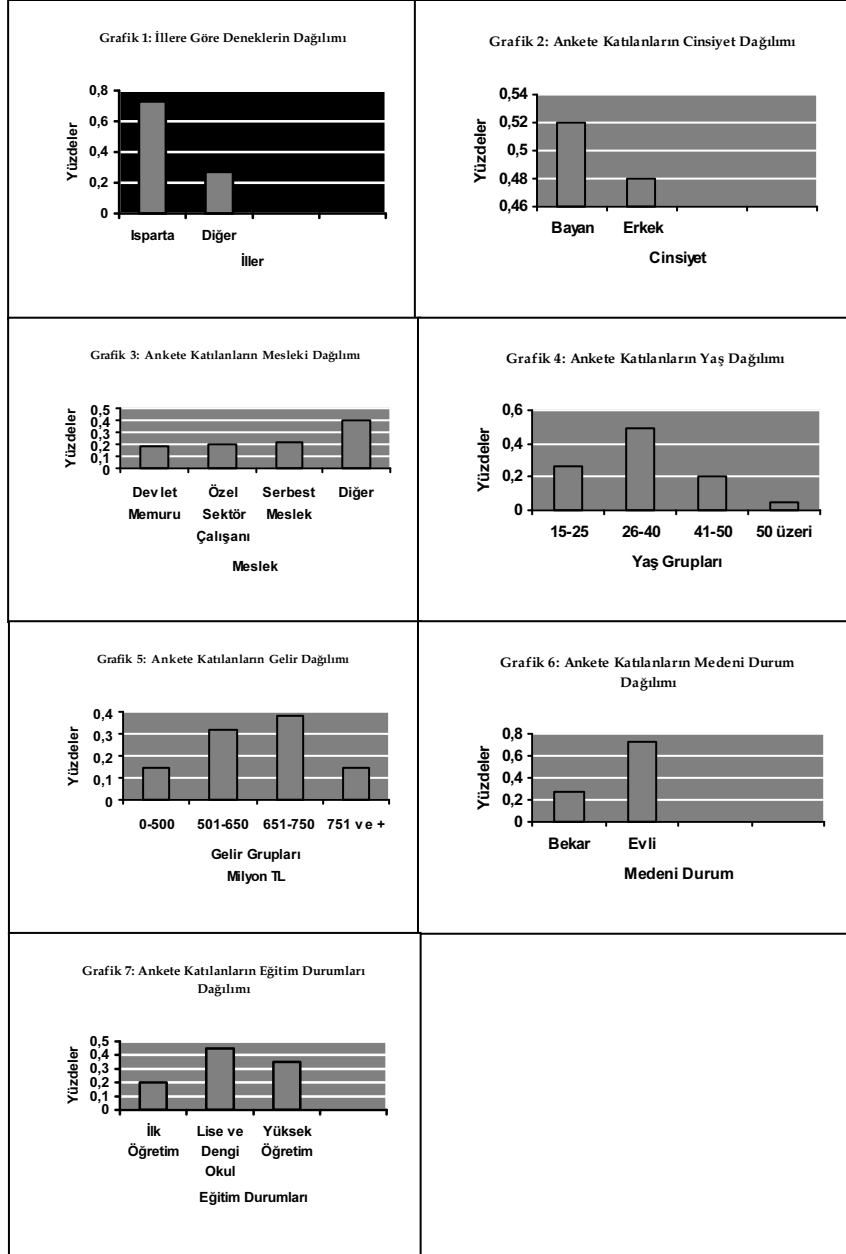 Grafik 1: İllere Göre Deneklerin Dağılımı
0,8
0,6
0,4
0,2
0
Yüzdeler
Isparta Diğer
İller
Grafik 2: Ankete Katılanların Cinsiyet Dağılımı
0,54
0,52
0,5
0,48
0,46
Yüzdeler
Bayan Erkek
Cinsiyet
Grafik 3: Ankete Katılanların Mesleki Dağılımı
0,5
0,4
0,3
0,2
0,1
0
Yüzdeler
Devlet Özel Serbest Diğer
Memuru Sektör Meslek
Çalışanı
Meslek
Grafik 4: Ankete Katılanların Yaş Dağılımı
0,6
0,4
0,2
0
Yüzdeler
15-25 26-40 41-50 50 üzeri
Yaş Grupları
Grafik 5: Ankete Katılanların Gelir Dağılımı
0,4
0,3
0,2
0,1
0
Yüzdeler
0-500 501-650 651-750 751 ve +
Gelir Grupları
Milyon TL
Grafik 6: Ankete Katılanların Medeni Durum
Dağılımı
0,8
0,6
0,4
0,2
0
Yüzdeler
Bekar Evli
Medeni Durum
Grafik 7: Ankete Katılanların Eğitim Durumları
Dağılımı
0,5
0,4
0,3
0,2
0,1
0
Yüzdeler
İlk Lise ve Yüksek
Öğretim Dengi Öğretim
Okul
Eğitim Durumları